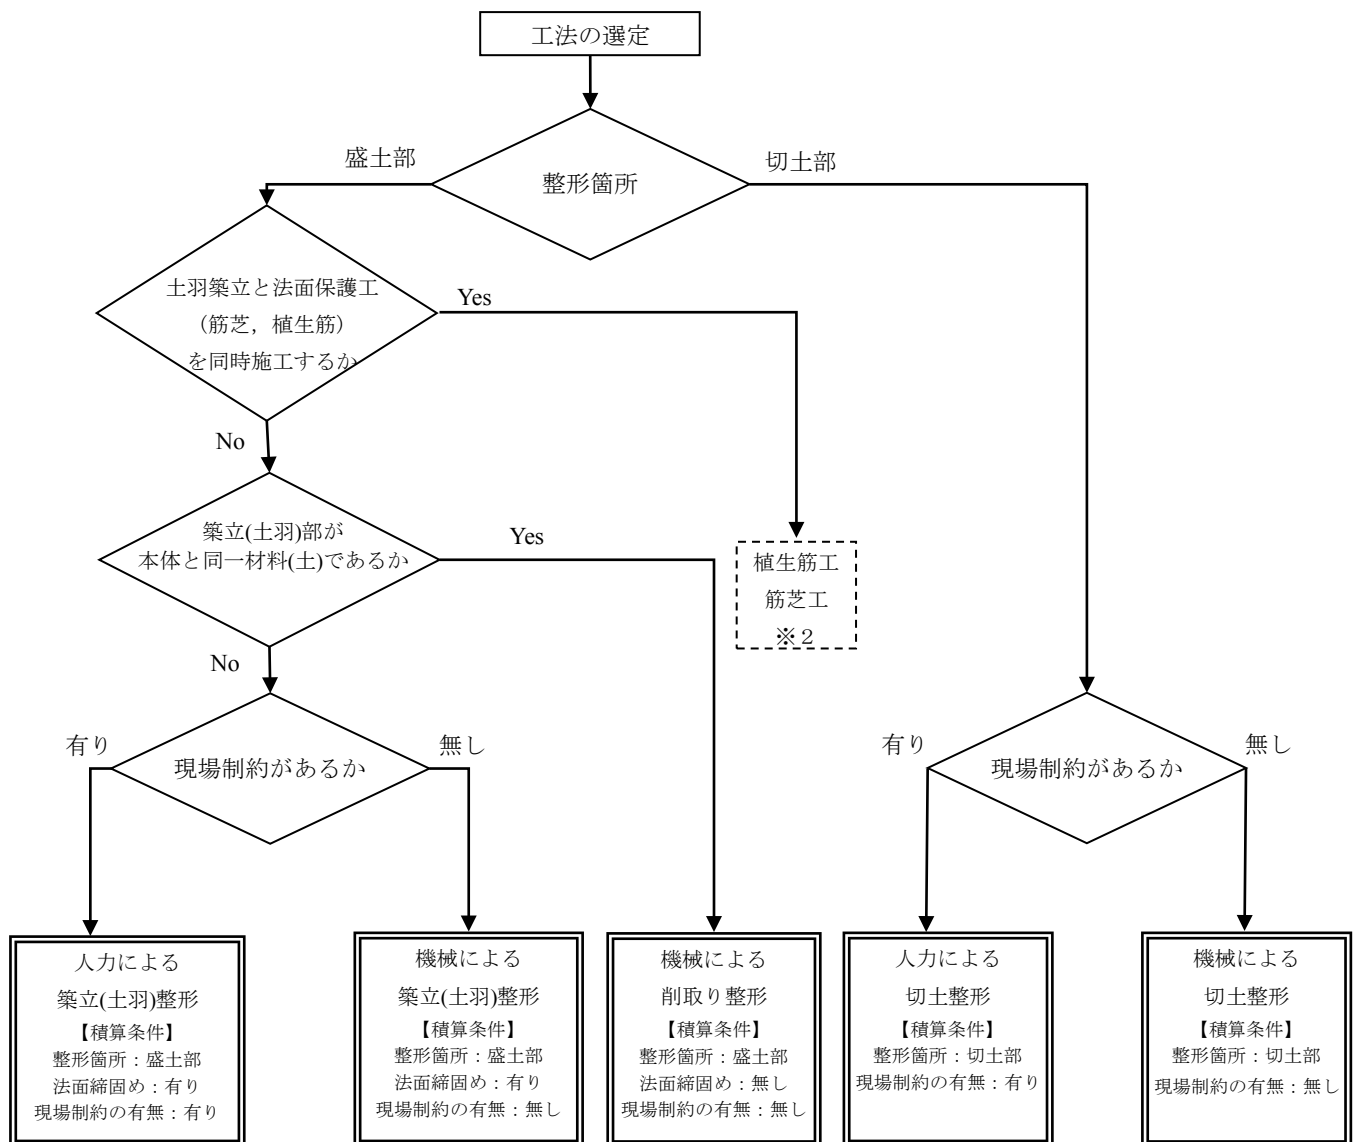 工法の選定
盛土部
切土部
整形箇所
土羽築立と法面保護工
（筋芝，植生筋）
を同時施工するか
Yes
No
築立(土羽)部が
本体と同一材料(土)であるか
Yes
植生筋工
筋芝工
※２
No
有り
無し
現場制約があるか
有り
無し
現場制約があるか
人力による
築立(土羽)整形
【積算条件】
整形箇所：盛土部
法面締固め：有り
現場制約の有無：有り
機械による
築立(土羽)整形
【積算条件】
整形箇所：盛土部
法面締固め：有り
現場制約の有無：無し
機械による
削取り整形
【積算条件】
整形箇所：盛土部
法面締固め：無し
現場制約の有無：無し
人力による
切土整形
【積算条件】
整形箇所：切土部
現場制約の有無：有り
機械による
切土整形
【積算条件】
整形箇所：切土部
現場制約の有無：無し